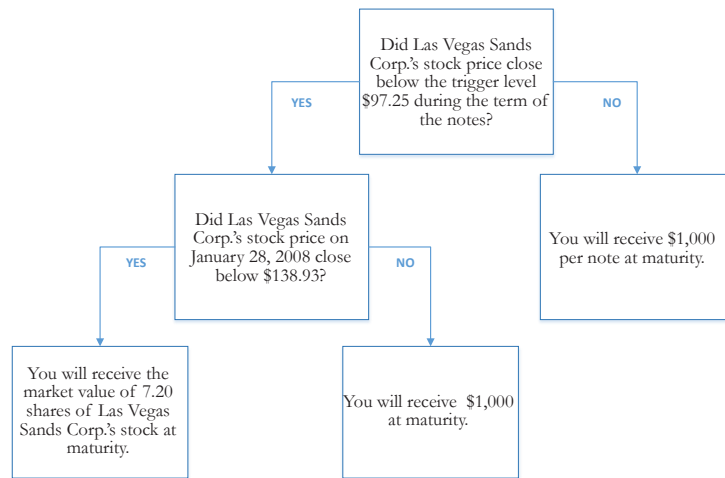 Did Las Vegas Sands
Corp.'s stock price close
below the trigger level
$97.25 during the term of
the notes?
YES
NO
Did Las Vegas Sands
Corp.'s stock price on
January 28, 2008 close
below $138.93?
You will receive $1,000
per note at maturity.
YES
NO
You will receive the
market value of 7.20
shares of Las Vegas
Sands Corp.'s stock at
maturity.
You will receive $1,000
at maturity.